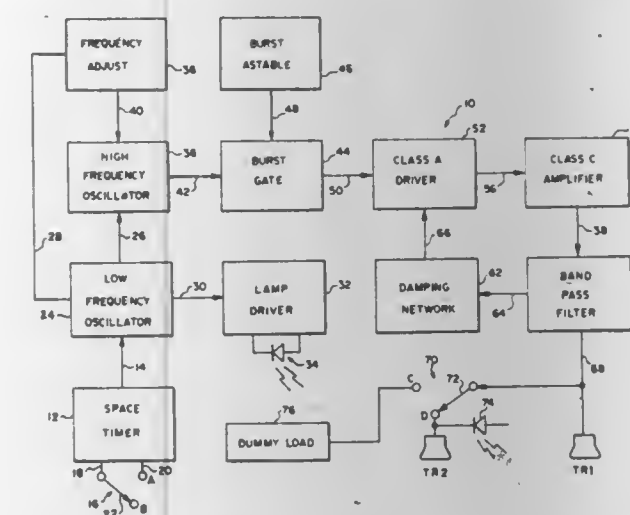 FREQUENCY
ADJUST
36
BURST
ASTABLE
46
40
48
10
HIGH
FREQUENCY
OSCILLATOR
36
42
BURST
GATE
44
50
CLASS A
DRIVER
52
56
CLASS C
AMPLIFIER
28
26
66
38
LOW
FREQUENCY
OSCILLATOR
24
30
LAMP
DRIVER
32
34
DAMPING
NETWORK
62
64
BAND
PASS
FILTER
14
68
12
SPACE
TIMER
18
20
A
16
22
B
76
DUMMY LOAD
C
70
72
D
74
TR2
TR1